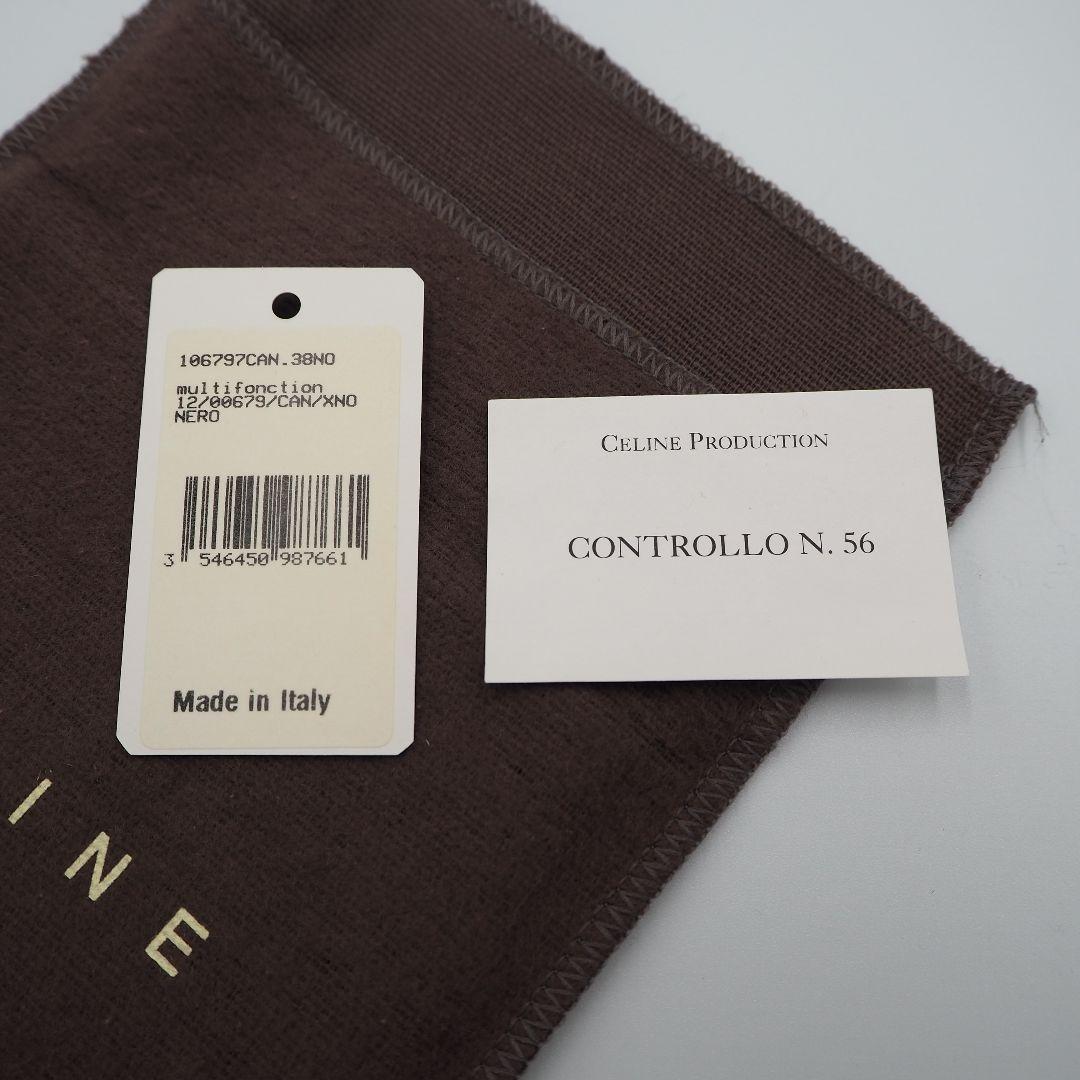 106797CAN.38NO
multifonction
12/00679/CAN/XNO
NERO
3 546450 987661
Made in Italy
CELINE PRODUCTION
CONTROLLO N. 56
INE